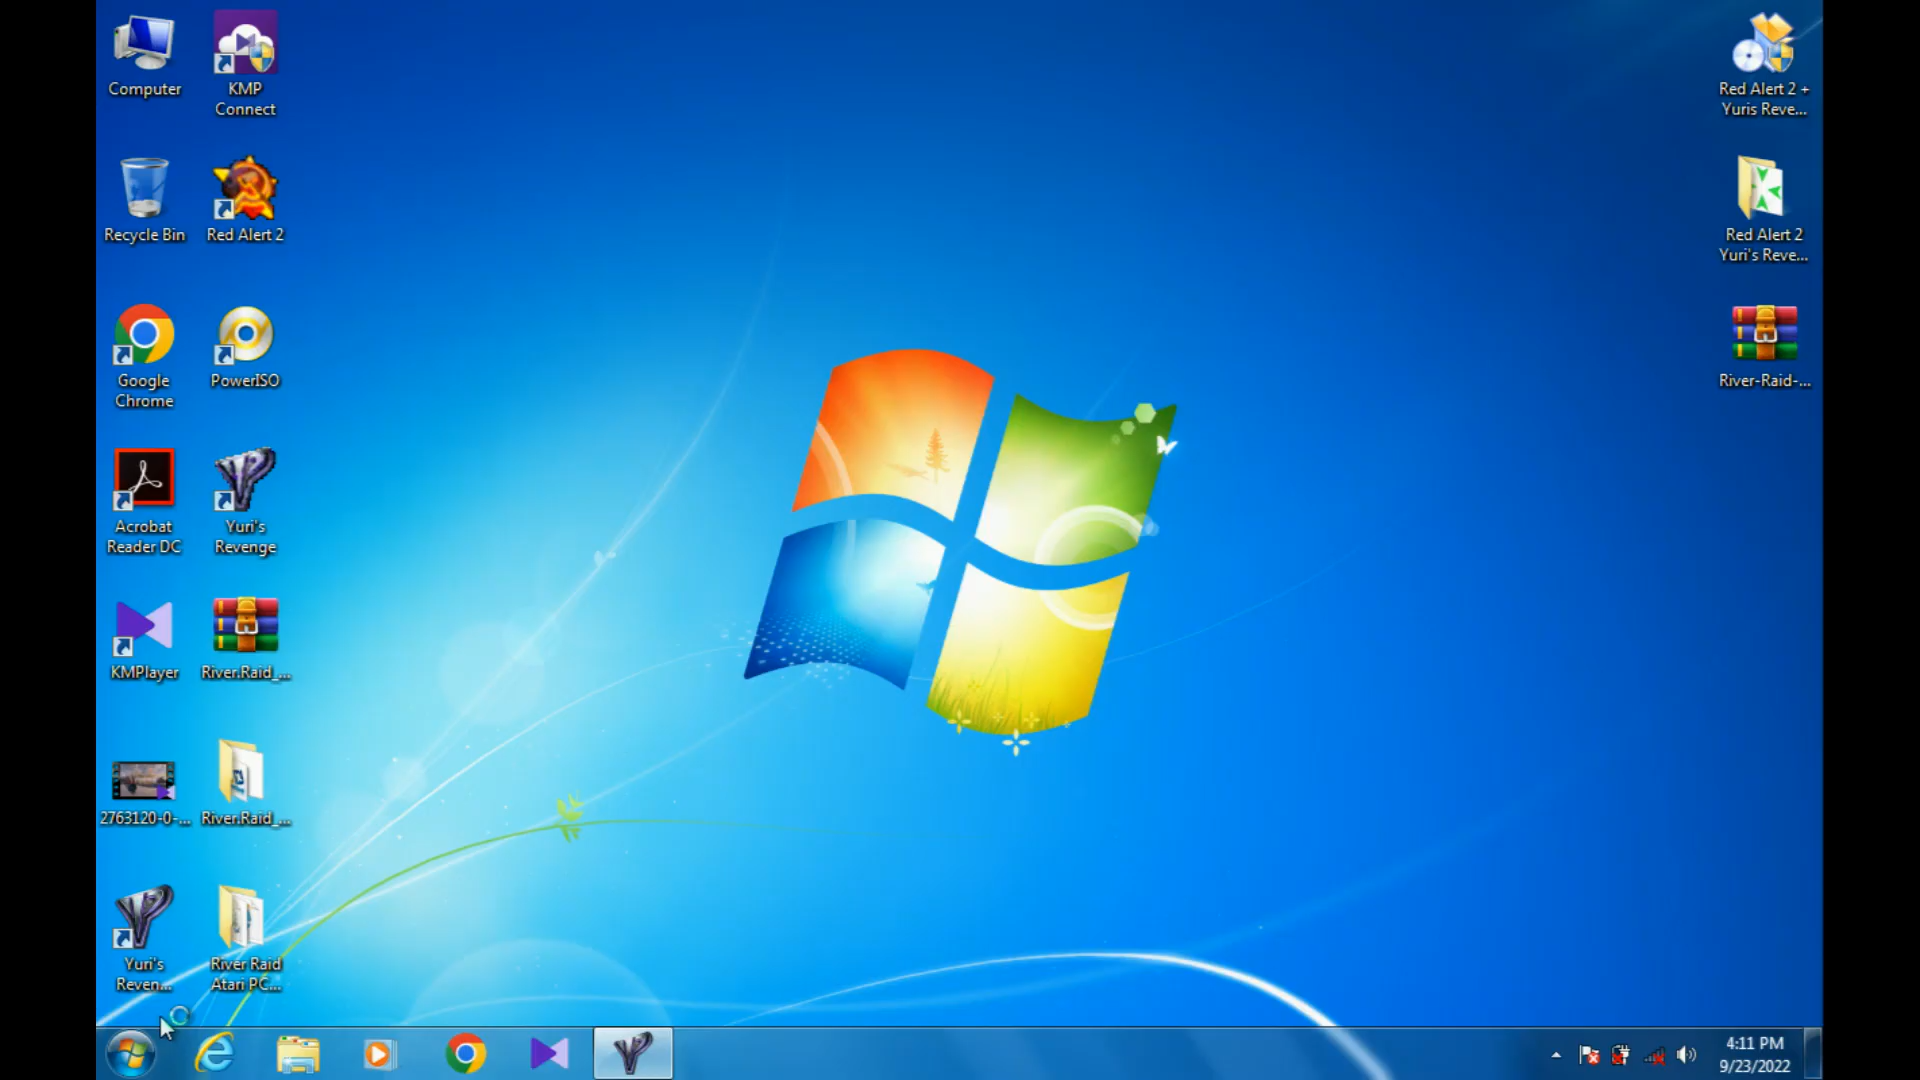 Computer
KMP
Connect
Recycle Bin
Red Alert 2
Google
Chrome
PowerISO
Acrobat
Reader DC
Yuri's
Revenge
KMPlayer
River.Raid_...
2763120-0-...
River.Raid_...
Yuri's
Reven...
River Raid
Atari PC...
Red Alert 2 +
Yuris Reve...
Red Alert 2
Yuri's Reve...
River-Raid-...
4:11 PM
9/23/2022